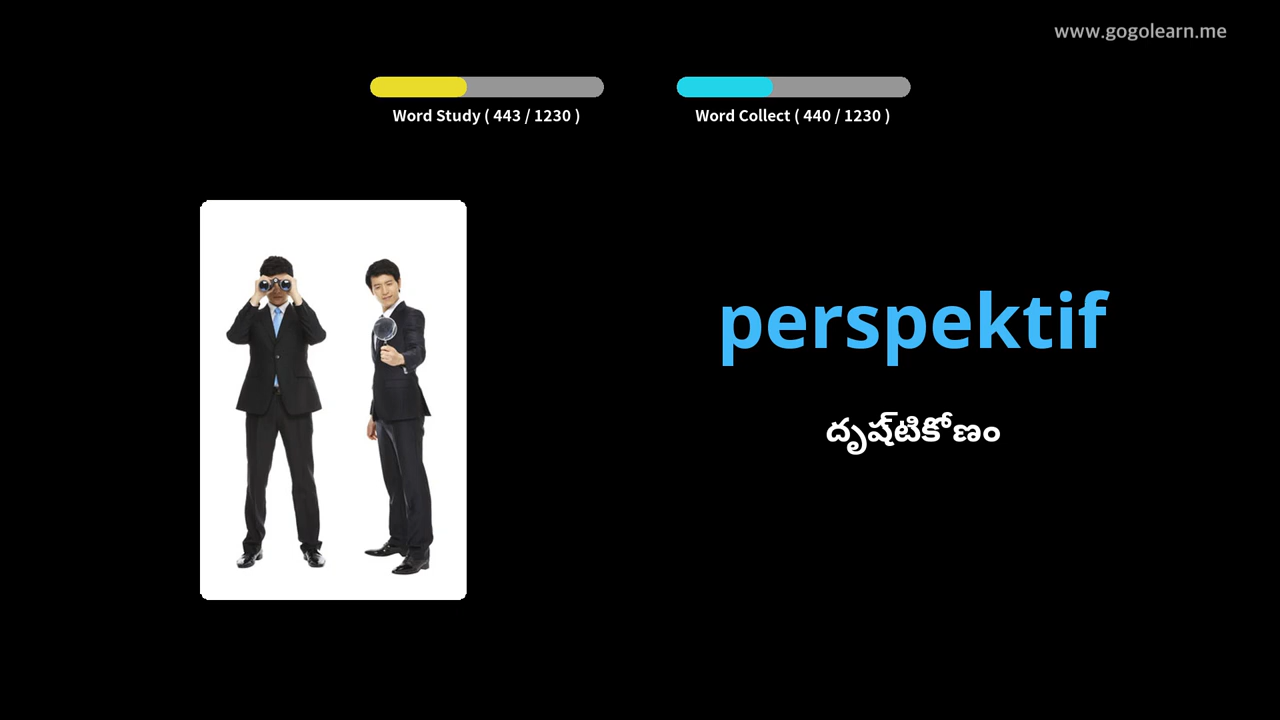 www.gogolearn.me
Word Study ( 443 / 1230 )
Word Collect ( 440 / 1230 )
perspektif
దృష్‌టికోణం